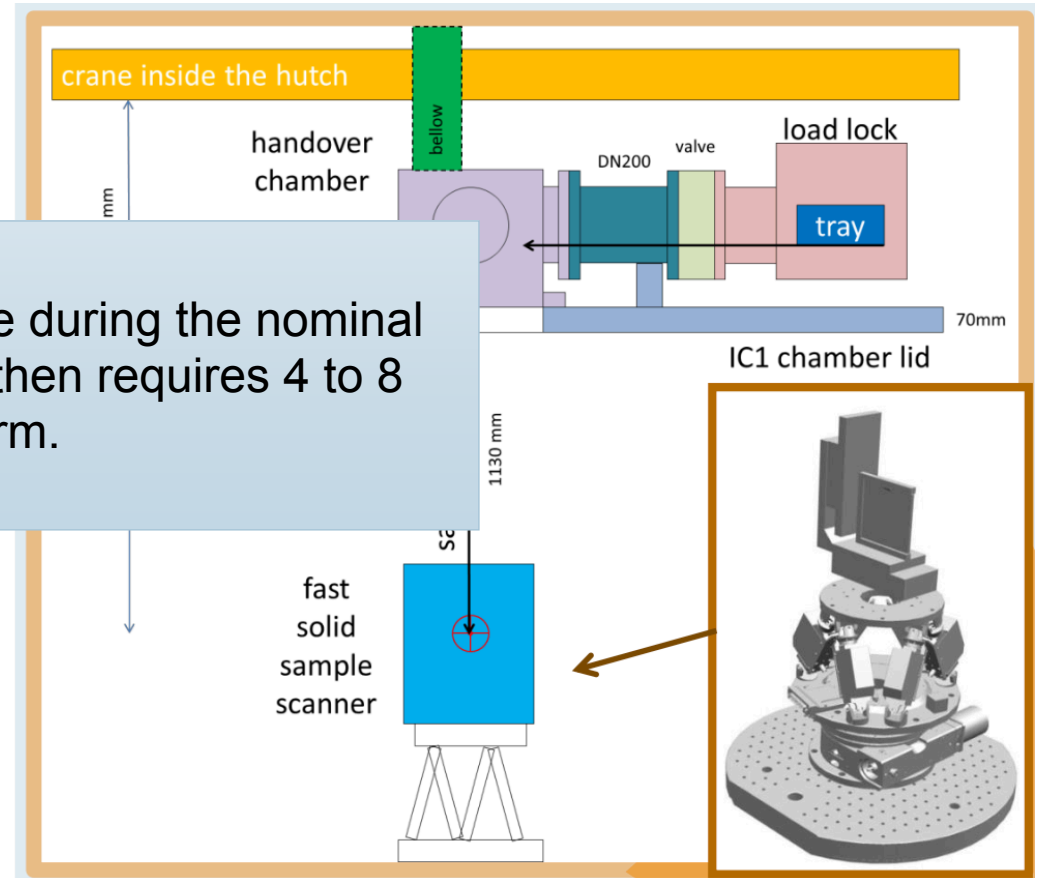 crane inside the hutch
bellow
handover
chamber
DN200
valve
load lock
tray
mm
e during the nominal
then requires 4 to 8
rm.
70mm
IC1 chamber lid
1130 mm
fast
solid
sample
scanner